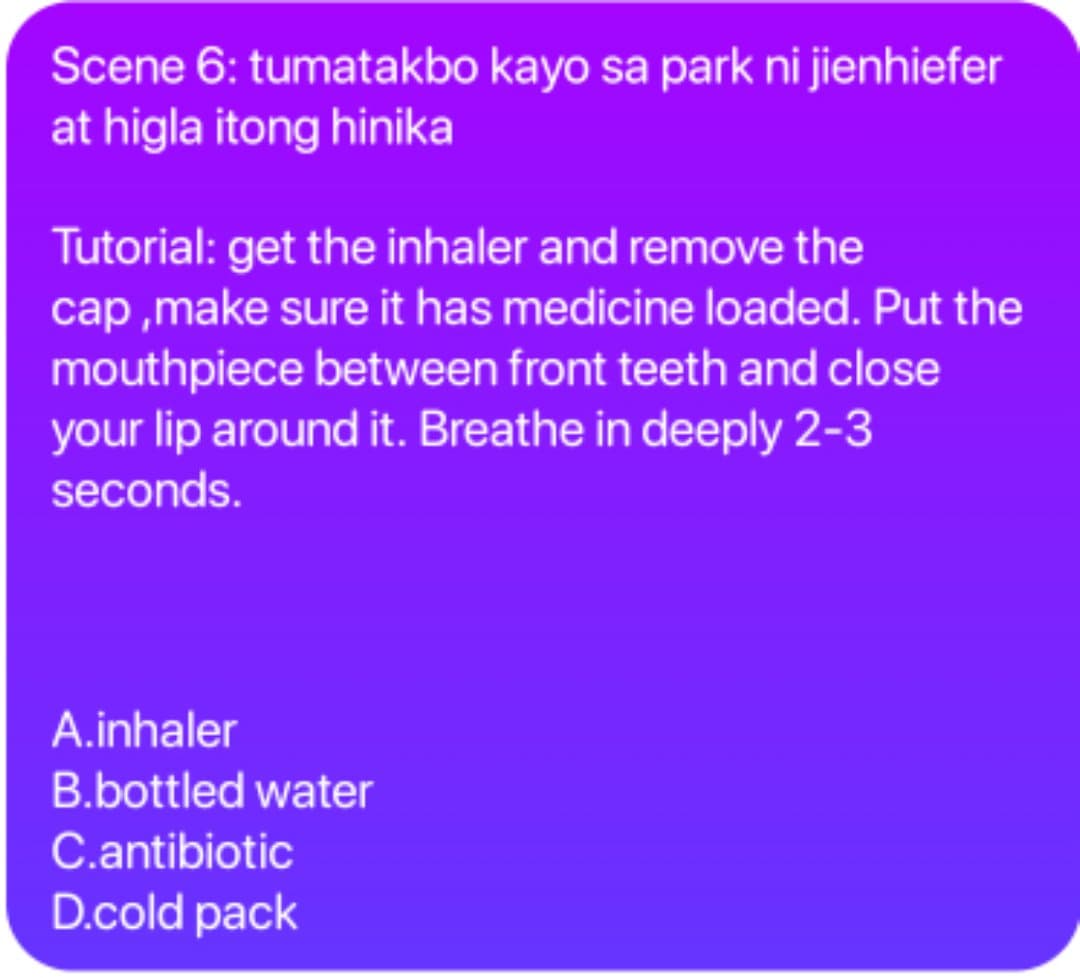 Scene 6: tumatakbo kayo sa park ni jienhiefer
at higla itong hinika
Tutorial: get the inhaler and remove the
cap ,make sure it has medicine loaded. Put the
mouthpiece between front teeth and close
your lip around it. Breathe in deeply 2-3
seconds.
A.inhaler
B.bottled water
C.antibiotic
D.cold pack